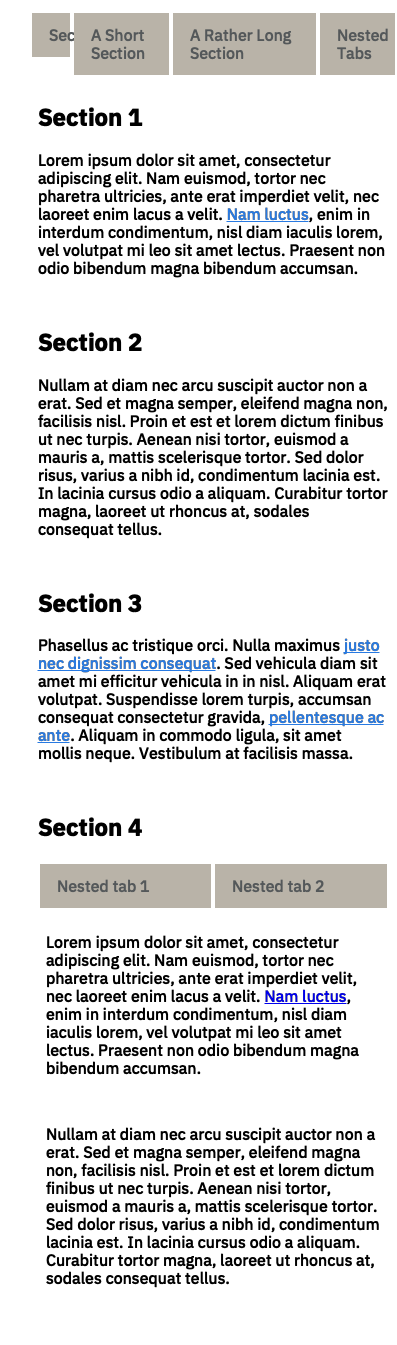 A Short
Section
A Rather Long
Section
Nested
Tabs
Section 1
Lorem ipsum dolor sit amet, consectetur
adipiscing elit. Nam euismod, tortor nec
pharetra ultricies, ante erat imperdiet velit, nec
laoreet enim lacus a velit. Nam luctus, enim in
interdum condimentum, nisl diam iaculis lorem,
vel volutpat mi leo sit amet lectus. Praesent non
odio bibendum magna bibendum accumsan.
Section 2
Nullam at diam nec arcu suscipit auctor non a
erat. Sed et magna semper, eleifend magna non,
facilisis nisl. Proin et est et lorem dictum finibus
ut nec turpis. Aenean nisi tortor, euismod a
mauris a, mattis scelerisque tortor. Sed dolor
risus, varius a nibh id, condimentum lacinia est.
In lacinia cursus odio a aliquam. Curabitur tortor
magna, laoreet ut rhoncus at, sodales
consequat tellus.
Section 3
Phasellus ac tristique orci. Nulla maximus justo
nec dignissim consequat. Sed vehicula diam sit
amet mi efficitur vehicula in in nisl. Aliquam erat
volutpat. Suspendisse lorem turpis, accumsan
consequat consectetur gravida, pellentesque ac
ante. Aliquam in commodo ligula, sit amet
mollis neque. Vestibulum at facilisis massa.
Section 4
Nested tab 1
Nested tab 2
Lorem ipsum dolor sit amet, consectetur
adipiscing elit. Nam euismod, tortor nec
pharetra ultricies, ante erat imperdiet velit,
nec laoreet enim lacus a velit. Nam luctus,
enim in interdum condimentum, nisl diam
iaculis lorem, vel volutpat mi leo sit amet
lectus. Praesent non odio bibendum magna
bibendum accumsan.
Nullam at diam nec arcu suscipit auctor non a
erat. Sed et magna semper, eleifend magna
non, facilisis nisl. Proin et est et lorem dictum
finibus ut nec turpis. Aenean nisi tortor,
euismod a mauris a, mattis scelerisque tortor.
Sed dolor risus, varius a nibh id, condimentum
lacinia est. In lacinia cursus odio a aliquam.
Curabitur tortor magna, laoreet ut rhoncus at,
sodales consequat tellus.